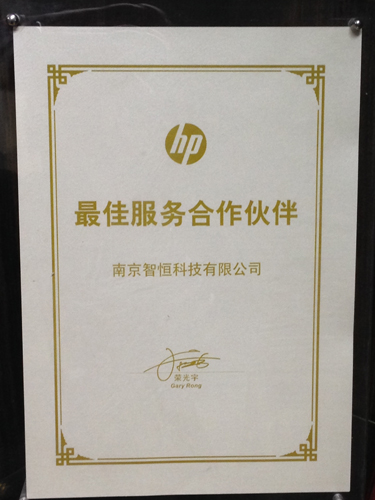 hp
最佳服务合作伙伴
南京智恒科技有限公司
荣元宇
Gary Rong